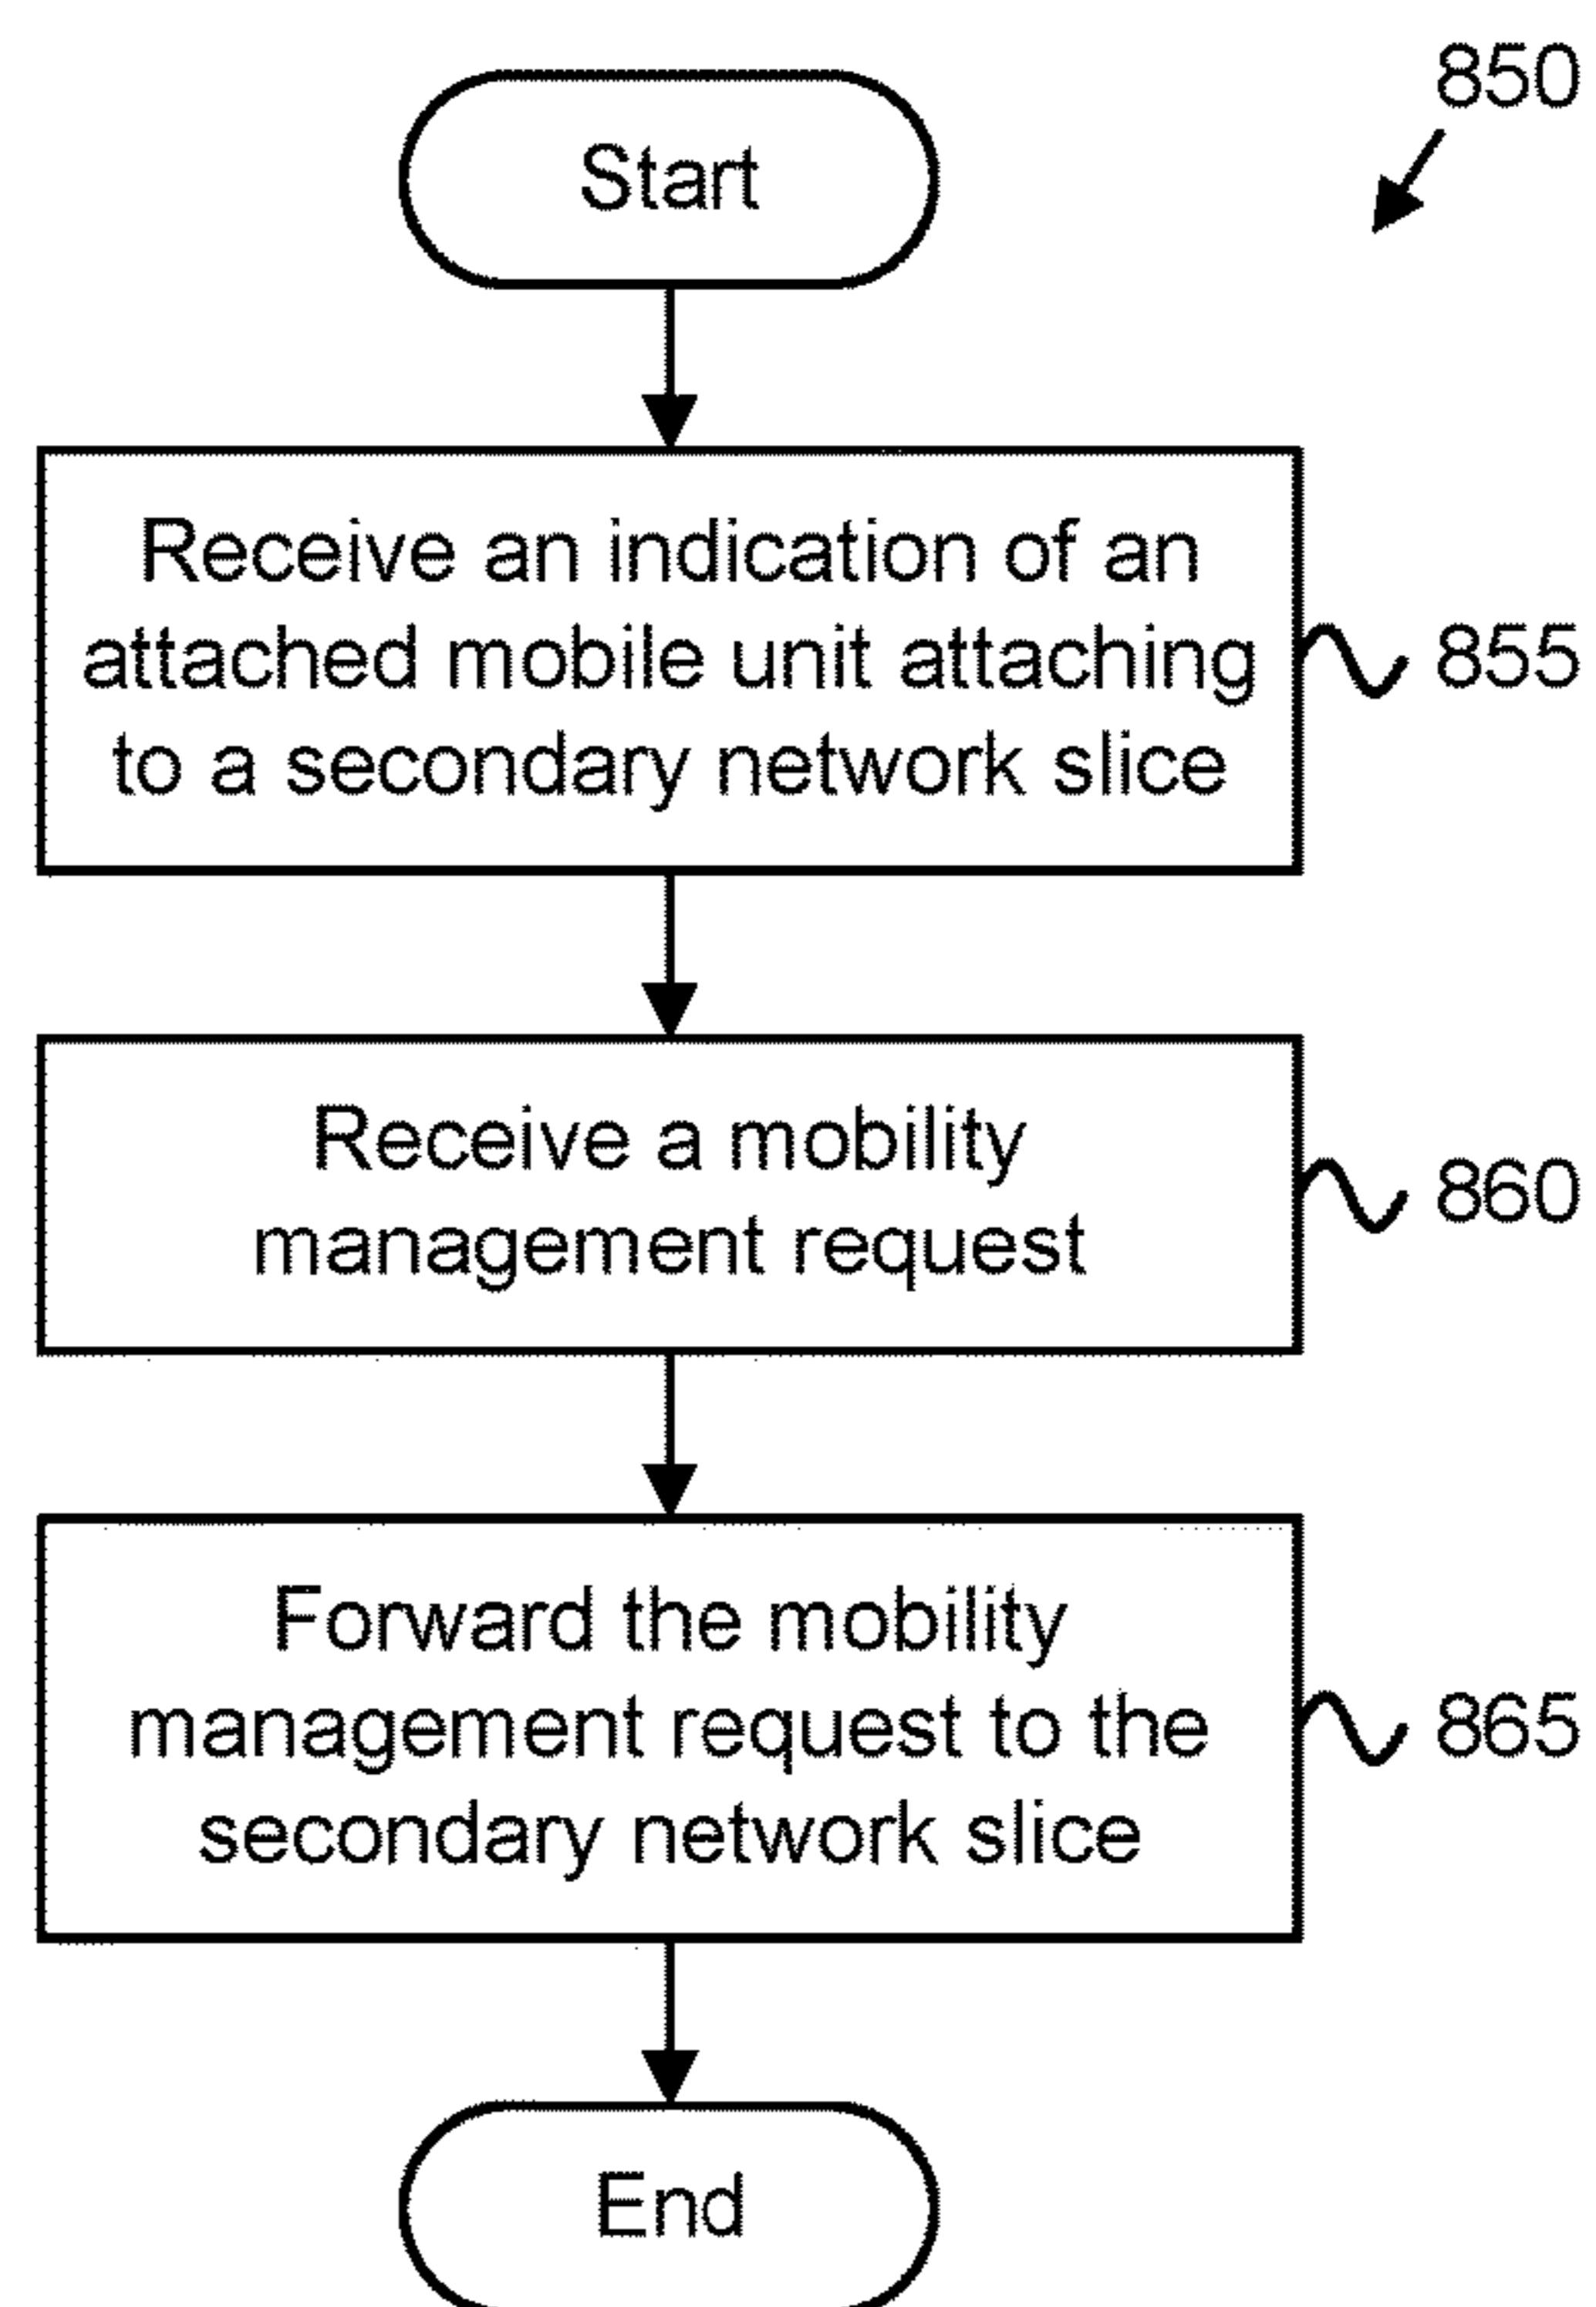 850
Start
Receive an indication of an
attached mobile unit attaching
to a secondary network slice
855
Receive a mobility
management request
860
Forward the mobility
management request to the
secondary network slice
865
End